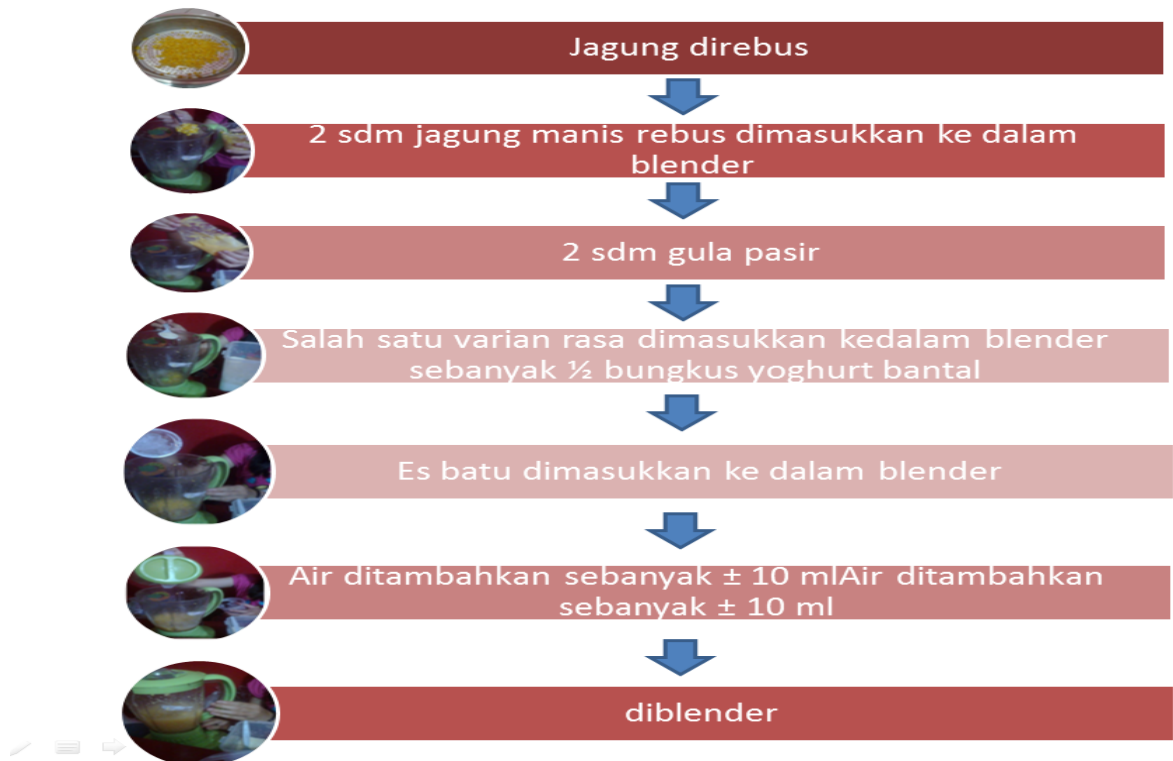 Jagung direbus
2 sdm jagung manis rebus dimasukkan ke dalam
blender
2 sdm gula pasir
Salah satu varian rasa dimasukkan kedalam blender
sebanyak ½ bungkus yoghurt bantal
Es batu dimasukkan ke dalam blender
Air ditambahkan sebanyak ± 10 mlAir ditambahkan
sebanyak ± 10 ml
diblender